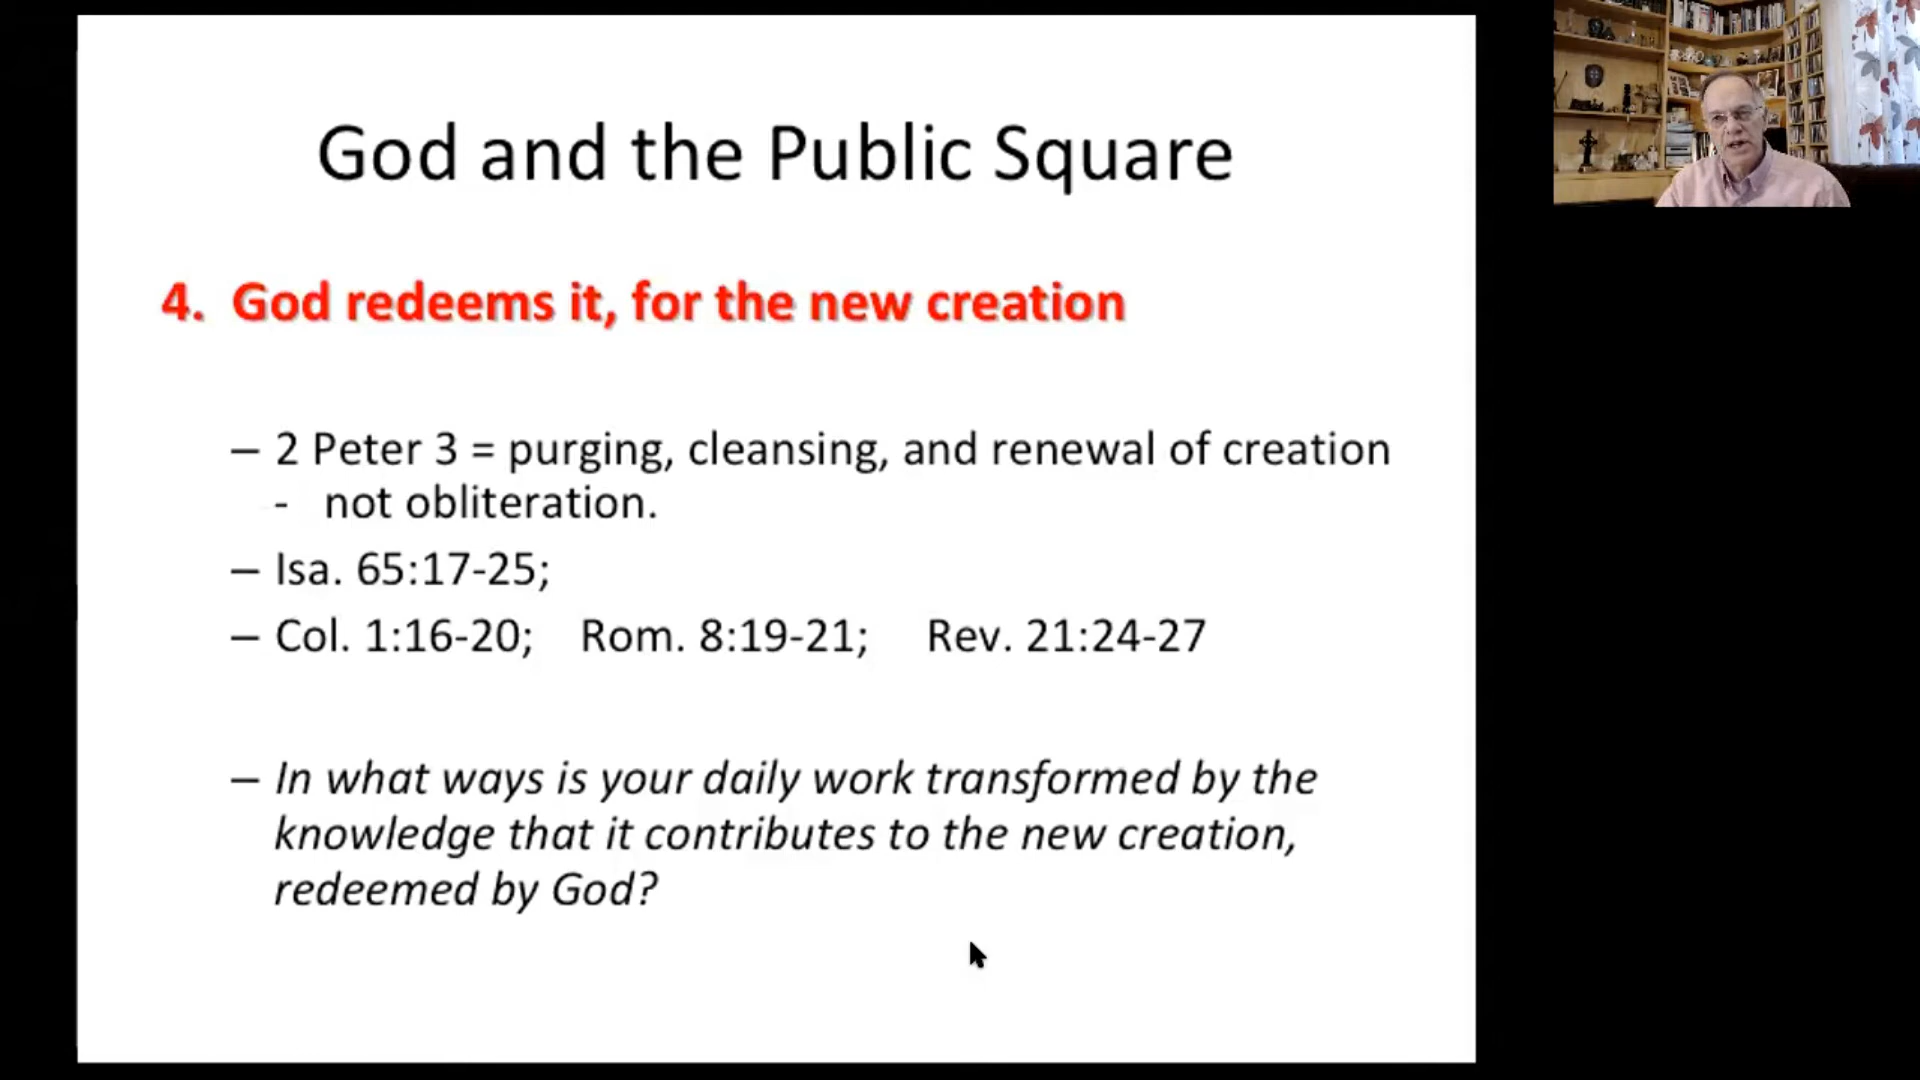 God and the Public Square
4. God redeems it, for the new creation
– 2 Peter 3 = purging, cleansing, and renewal of creation
- not obliteration.
– Isa. 65:17-25;
– Col. 1:16-20; Rom. 8:19-21; Rev. 21:24-27
– In what ways is your daily work transformed by the
knowledge that it contributes to the new creation,
redeemed by God?